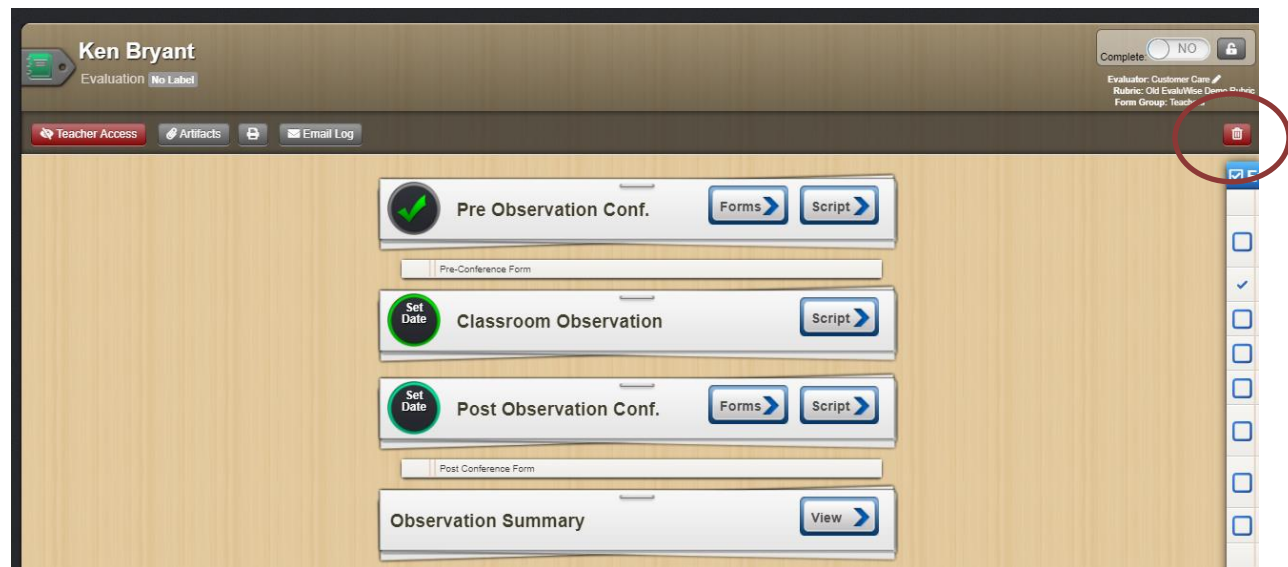 Ken Bryant
Evaluation No Label
Complete: NO
Evaluator: Customer Care
Rubric: Old EvaluWise Demo Rubric
Form Group: Teachers
Teacher Access Artifacts Email Log
E
Pre Observation Conf. Forms Script
Pre-Conference Form
Set Date Classroom Observation Script
Set Date Post Observation Conf. Forms Script
Post Conference Form
Observation Summary View